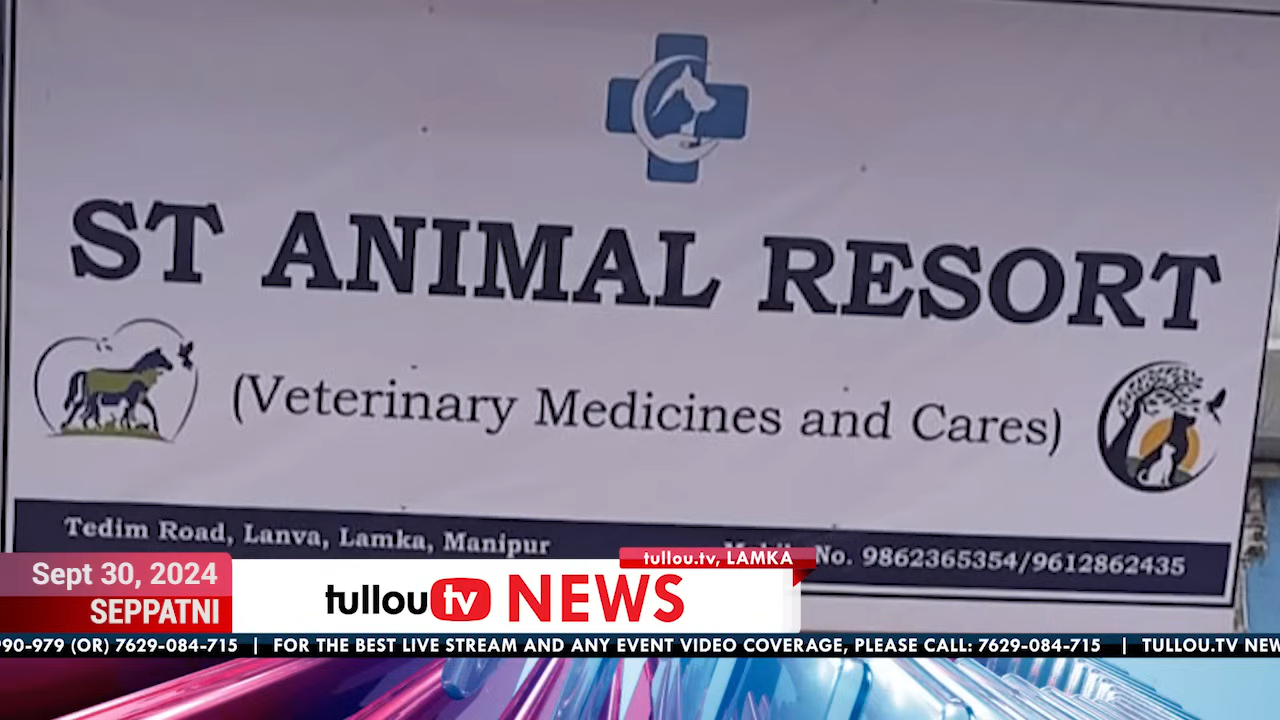 ST ANIMAL RESORT
(Veterinary Medicines and Cares)
Tedim Road, Lanva, Lamka, Manipur
No. 9862365354/9612862435
tullou.tv, LAMKA
Sept 30, 2024
SEPPATNI
tullou tv NEWS
990-979 (OR) 7629-084-715 | FOR THE BEST LIVE STREAM AND ANY EVENT VIDEO COVERAGE, PLEASE CALL: 7629-084-715 | TULLOU.TV